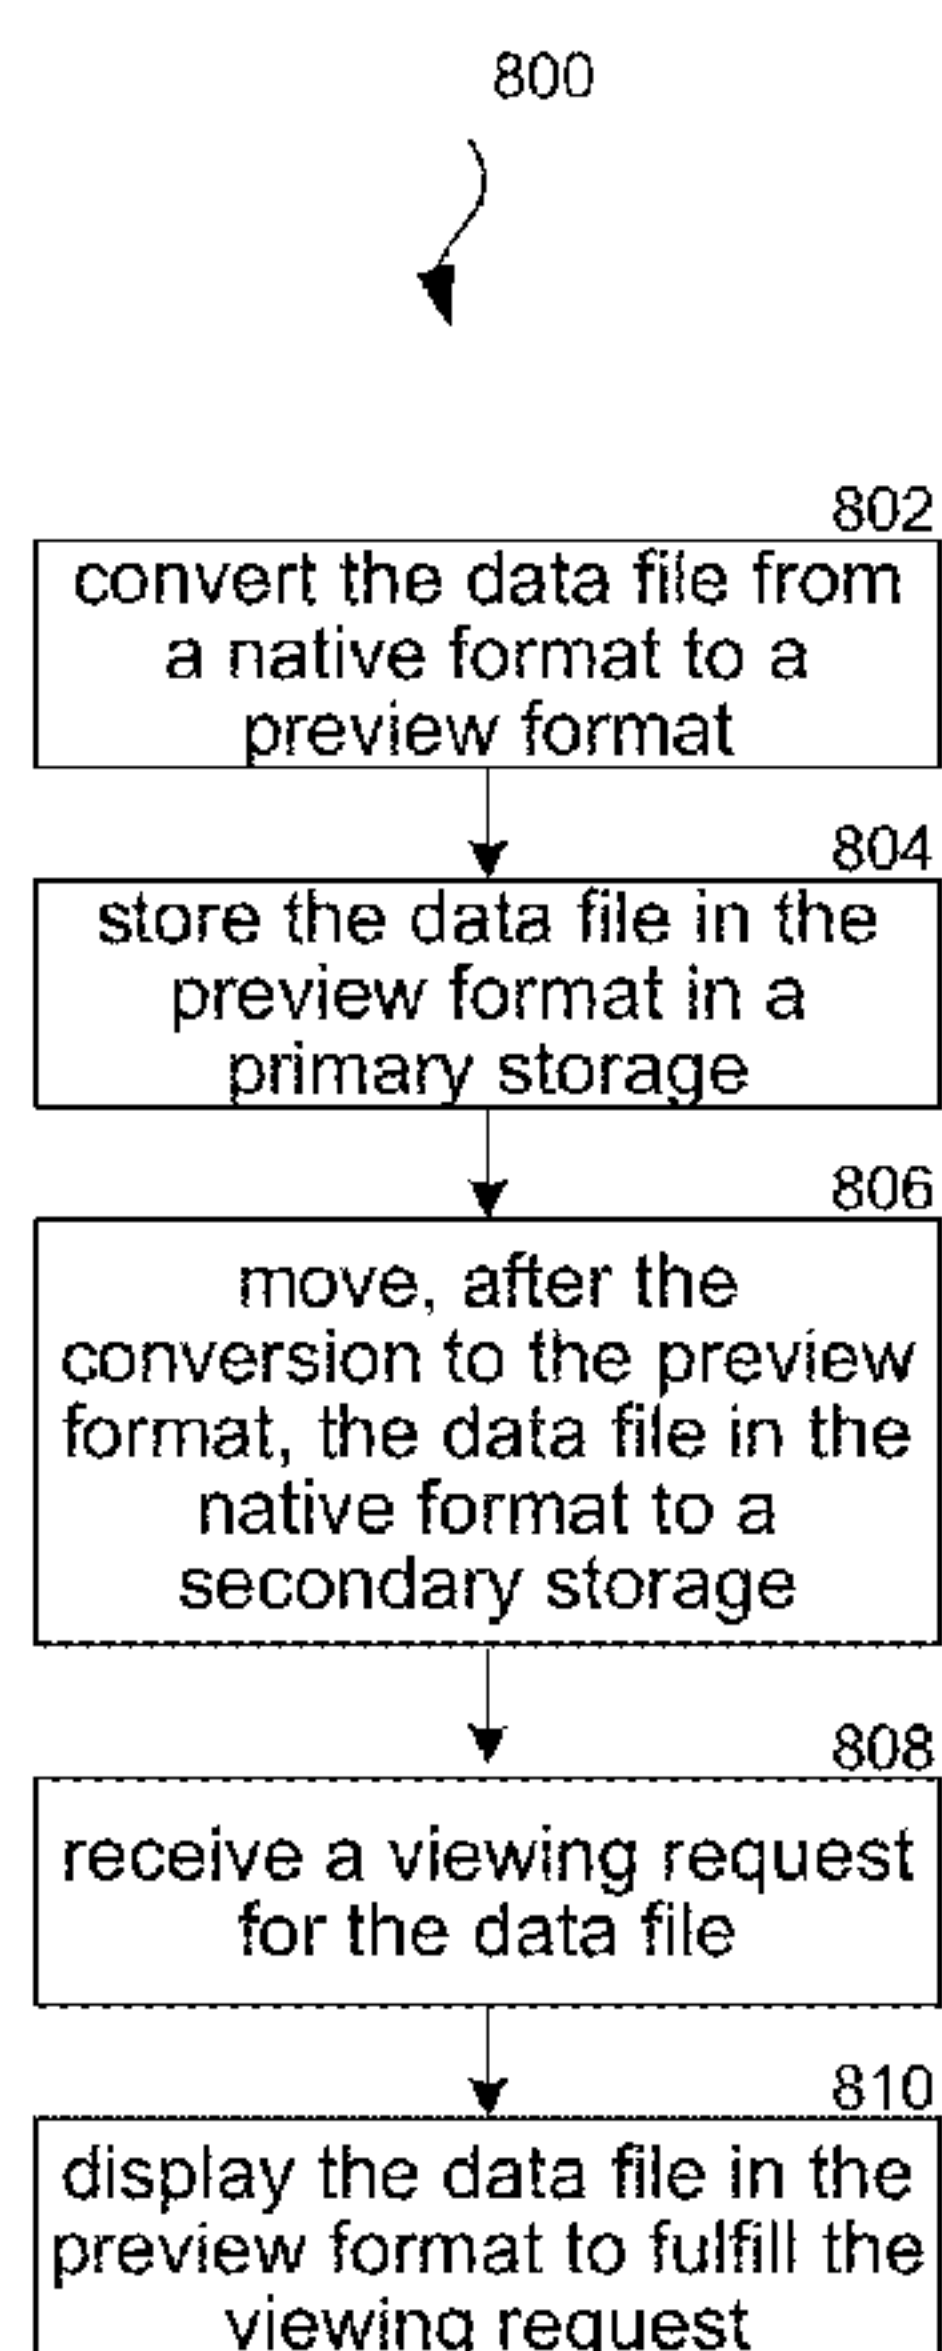 800
802
convert the data file from
a native format to a
preview format
804
store the data file in the
preview format in a
primary storage
806
move, after the
conversion to the preview
format, the data file in the
native format to a
secondary storage
808
receive a viewing request
for the data file
810
display the data file in the
preview format to fulfill the
viewing request